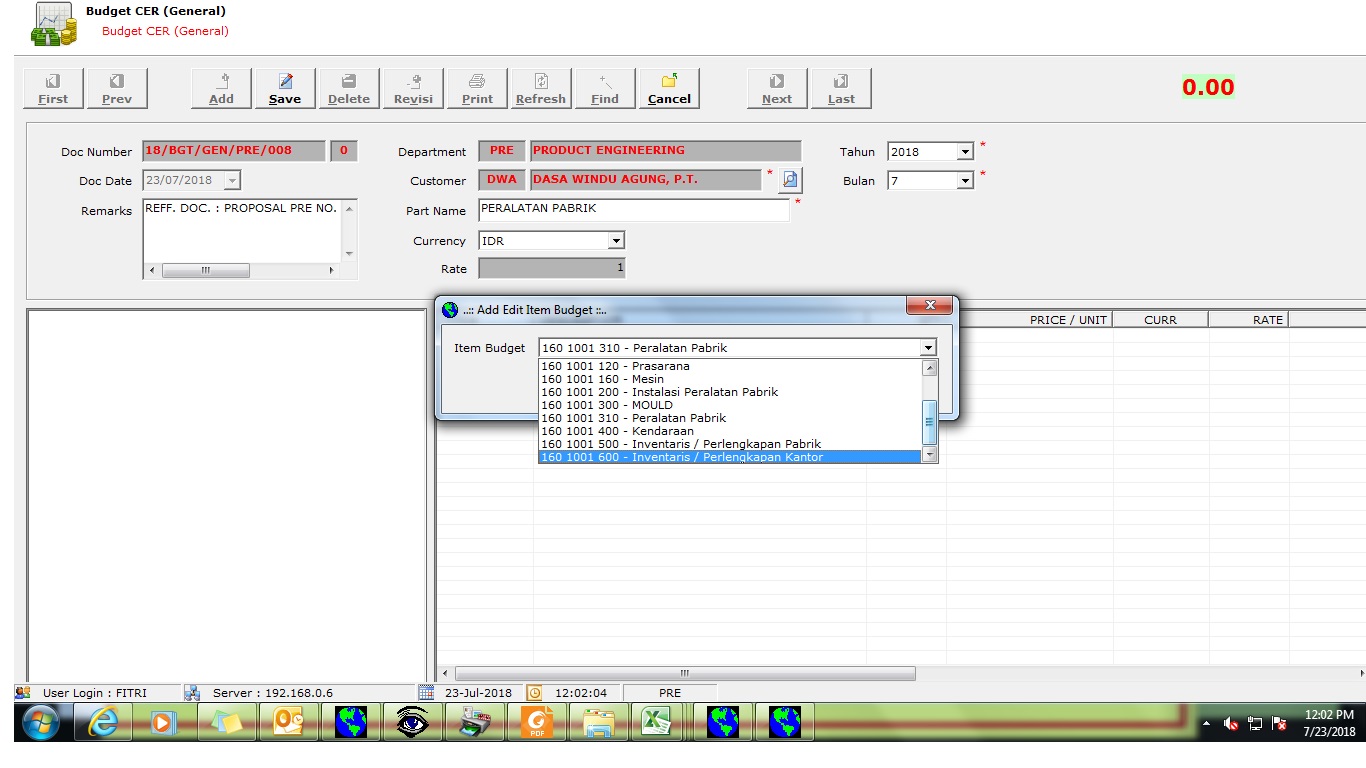 Budget CER (General)
Budget CER (General)
First Prev Add Save Delete Revisi Print Refresh Find Cancel Next Last
0.00
Doc Number 18/BGT/GEN/PRE/008 0 Department PRE PRODUCT ENGINEERING Tahun 2018 *
Doc Date 23/07/2018 Customer DWA DASA WINDU AGUNG, P.T. * Bulan 7 *
Remarks REFF. DOC. : PROPOSAL PRE NO. Part Name PERALATAN PABRIK *
Currency IDR
Rate 1
..:: Add Edit Item Budget ::..
PRICE / UNIT CURR RATE
Item Budget 160 1001 310 - Peralatan Pabrik
160 1001 120 - Prasarana
160 1001 160 - Mesin
160 1001 200 - Instalasi Peralatan Pabrik
160 1001 300 - MOULD
160 1001 310 - Peralatan Pabrik
160 1001 400 - Kendaraan
160 1001 500 - Inventaris / Perlengkapan Pabrik
160 1001 600 - Inventaris / Perlengkapan Kantor
User Login : FITRI Server : 192.168.0.6 23-Jul-2018 12:02:04 PRE
PDF
12:02 PM
7/23/2018